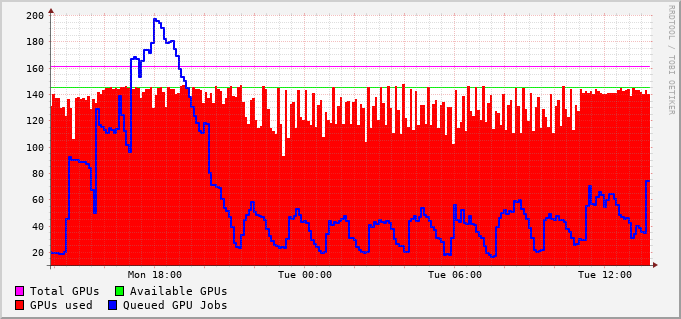 200
180
160
140
120
100
80
60
40
20
Mon 18:00 Tue 00:00 Tue 06:00 Tue 12:00
Total GPUs Available GPUs
GPUs used Queued GPU Jobs
RRDTOOL / TOBI OETIKER